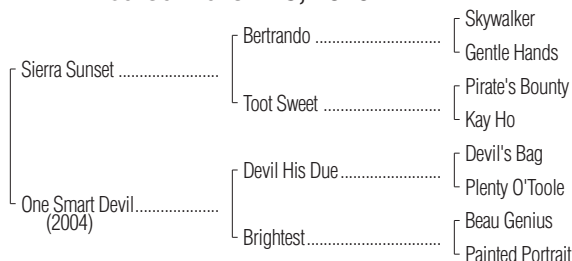 Skywalker
Bertrando ................................
Gentle Hands
Sierra Sunset ........................
Pirate's Bounty
Toot Sweet ................................
Kay Ho
Devil's Bag
Devil His Due............................
Plenty O'Toole
One Smart Devil....................
(2004)
Beau Genius
Brightest....................................
Painted Portrait